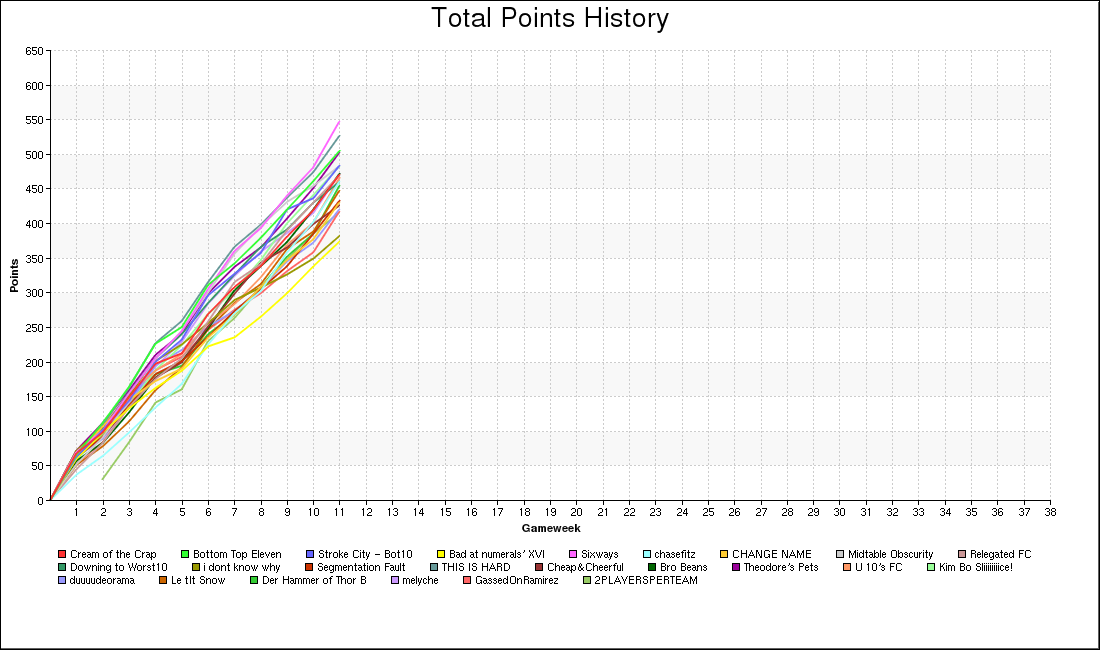 Total Points History
650
600
550
500
450
400
350
300
250
200
150
100
50
0
Points
1 2 3 4 5 6 7 8 9 10 11 12 13 14 15 16 17 18 19 20 21 22 23 24 25 26 27 28 29 30 31 32 33 34 35 36 37 38
Gameweek
Cream of the Crap Bottom Top Eleven Stroke City - Bot10 Bad at numerals' XVI Sixways chasefitz CHANGE NAME Midtable Obscurity Relegated FC
Downing to Worst10 i dont know why Segmentation Fault THIS IS HARD Cheap&Cheerful Bro Beans Theodore's Pets U 10's FC Kim Bo Sliiiiiiiice!
duuuudeorama Le tIt Snow Der Hammer of Thor B melyche GassedOnRamirez 2PLAYERSPERTEAM